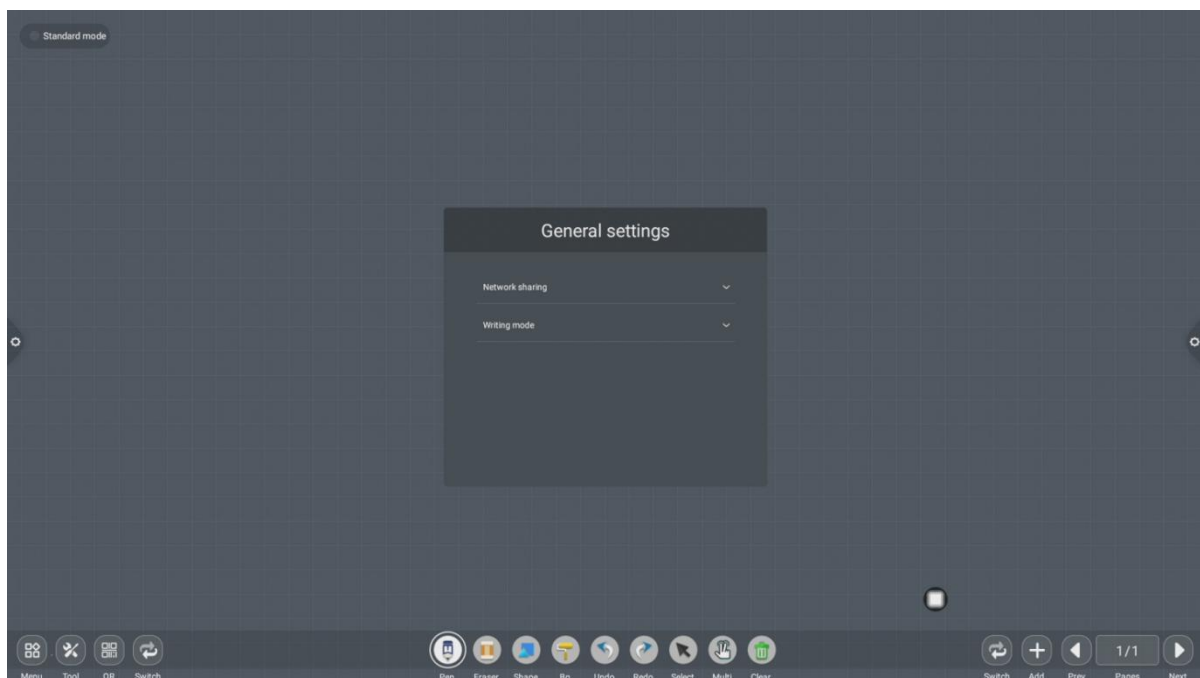 Standard mode
General settings
Network sharing
Writing mode
1/1
Menu Tool QR Switch Pen Eraser Shape Bg Undo Redo Select Multi Clear Switch Add Prev Pages Next